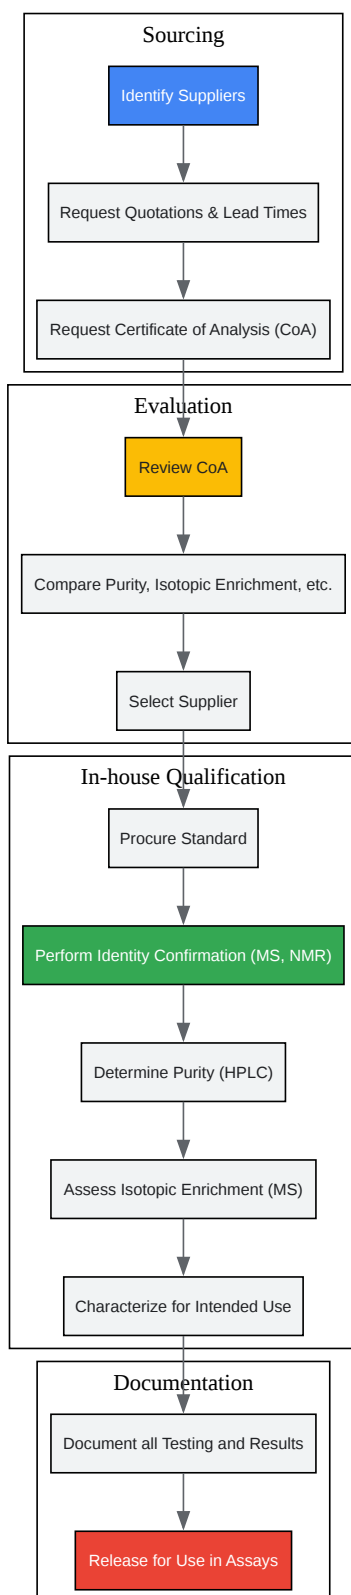 Sourcing
Identify Suppliers
Request Quotations & Lead Times
Request Certificate of Analysis (CoA)
Evaluation
Review CoA
Compare Purity, Isotopic Enrichment, etc.
Select Supplier
In-house Qualification
Procure Standard
Perform Identity Confirmation (MS, NMR)
Determine Purity (HPLC)
Assess Isotopic Enrichment (MS)
Characterize for Intended Use
Documentation
Document all Testing and Results
Release for Use in Assays